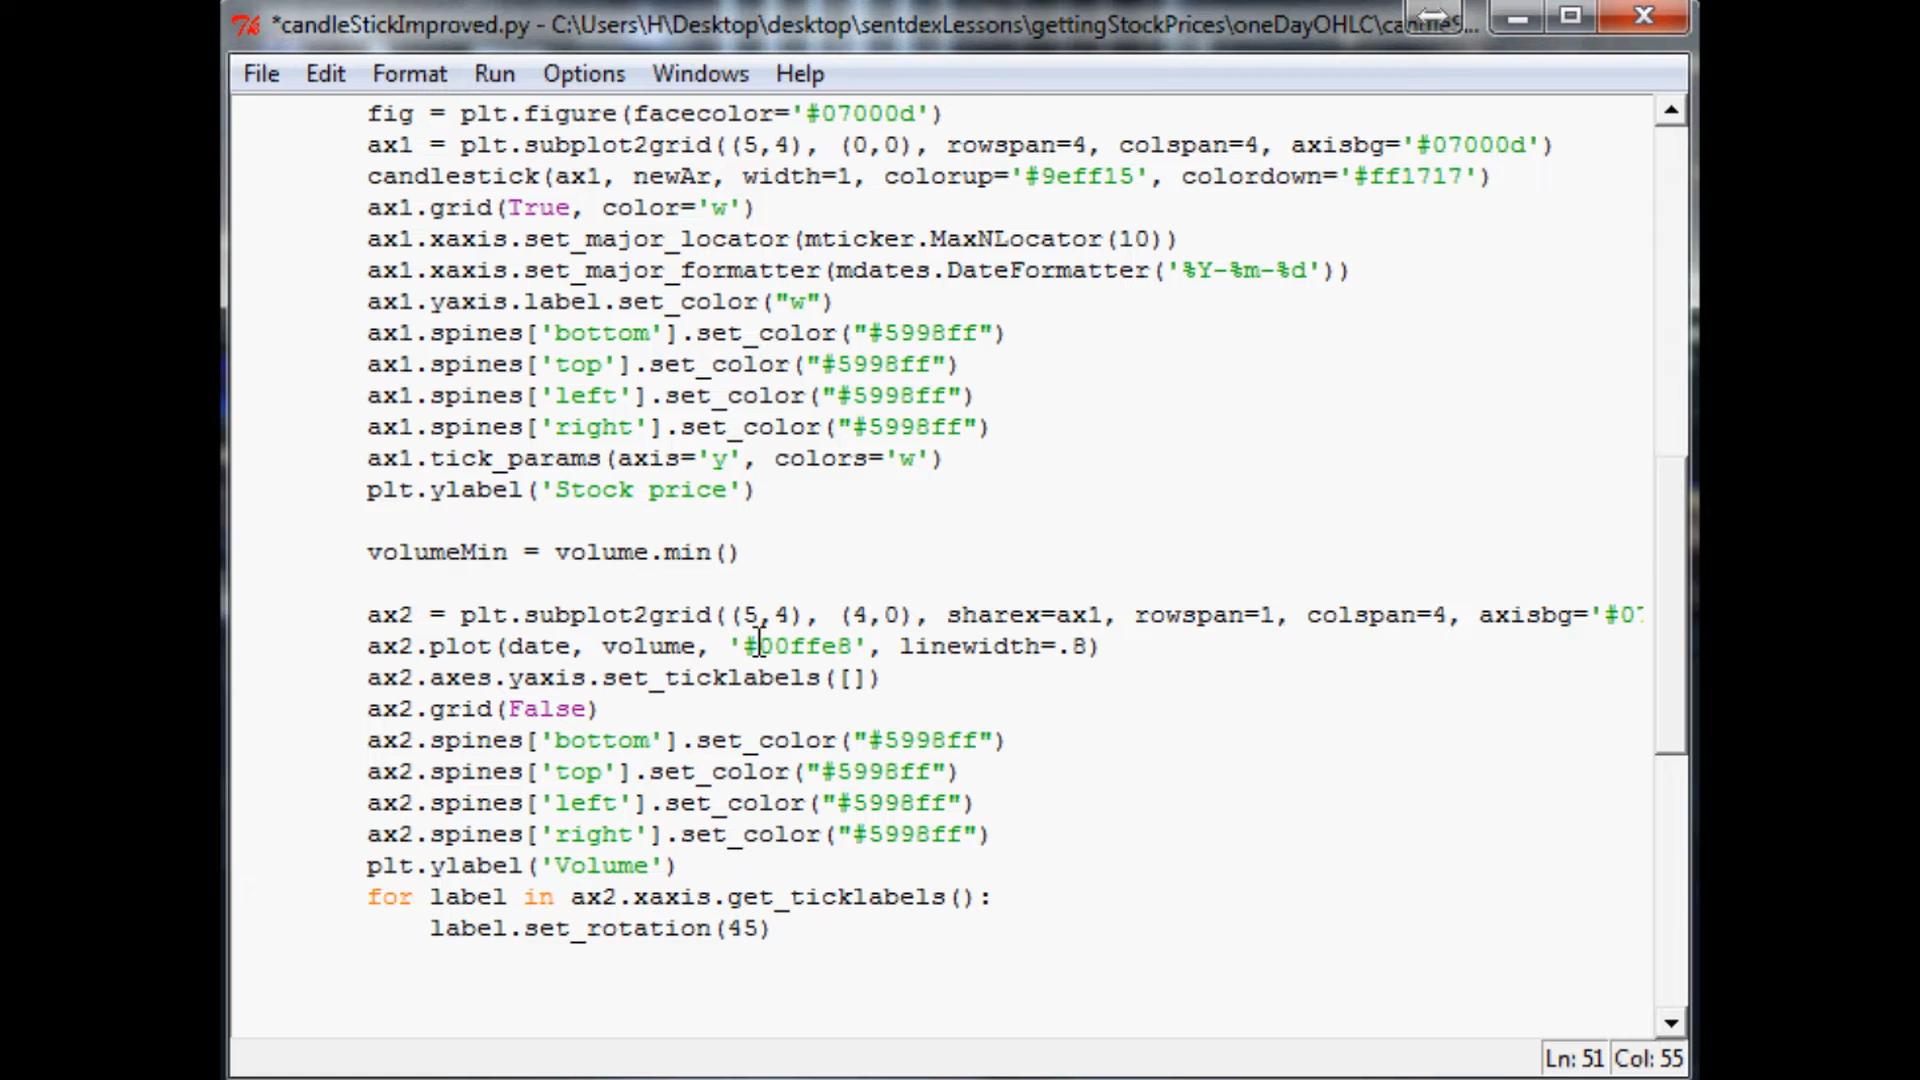 *candleStickImproved.py - C:\Users\H\Desktop\desktop\sentdexLessons\gettingStockPrices\oneDayOHLC\candleS...
File Edit Format Run Options Windows Help
fig = plt.figure(facecolor='#07000d')
ax1 = plt.subplot2grid((5,4), (0,0), rowspan=4, colspan=4, axisbg='#07000d')
candlestick(ax1, newAr, width=1, colorup='#9eff15', colordown='#ff1717')
ax1.grid(True, color='w')
ax1.xaxis.set_major_locator(mticker.MaxNLocator(10))
ax1.xaxis.set_major_formatter(mdates.DateFormatter('%Y-%m-%d'))
ax1.yaxis.label.set_color("w")
ax1.spines['bottom'].set_color("#5998ff")
ax1.spines['top'].set_color("#5998ff")
ax1.spines['left'].set_color("#5998ff")
ax1.spines['right'].set_color("#5998ff")
ax1.tick_params(axis='y', colors='w')
plt.ylabel('Stock price')
volumeMin = volume.min()
ax2 = plt.subplot2grid((5,4), (4,0), sharex=ax1, rowspan=1, colspan=4, axisbg='#07
ax2.plot(date, volume, '#00ffe8', linewidth=.8)
ax2.axes.yaxis.set_ticklabels([])
ax2.grid(False)
ax2.spines['bottom'].set_color("#5998ff")
ax2.spines['top'].set_color("#5998ff")
ax2.spines['left'].set_color("#5998ff")
ax2.spines['right'].set_color("#5998ff")
plt.ylabel('Volume')
for label in ax2.xaxis.get_ticklabels():
label.set_rotation(45)
Ln: 51 Col: 55